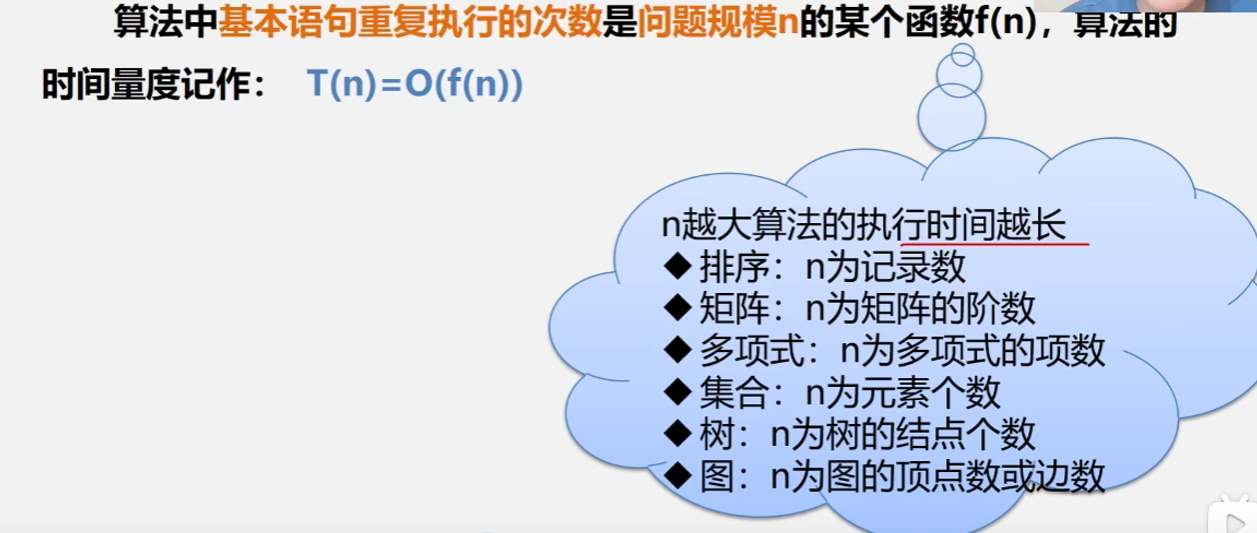 算法中基本语句重复执行的次数是问题规模n的某个函数f(n)，算法的
时间量度记作： T(n)=O(f(n))
n越大算法的执行时间越长
◆ 排序：n为记录数
◆ 矩阵：n为矩阵的阶数
◆ 多项式：n为多项式的项数
◆ 集合：n为元素个数
◆ 树：n为树的结点个数
◆ 图：n为图的顶点数或边数